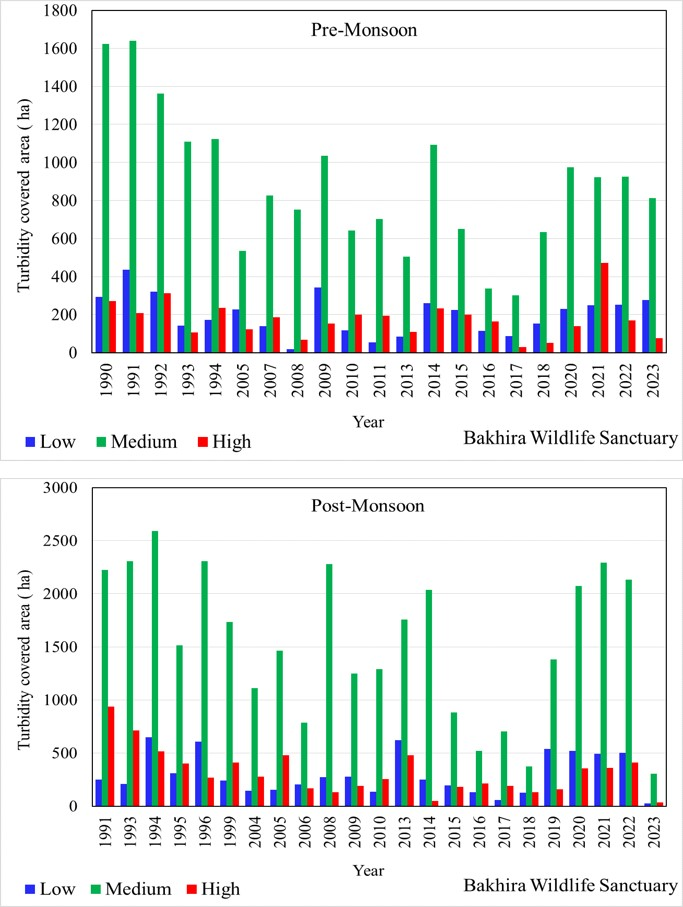 Pre-Monsoon
Turbidity covered area ( ha)
1800
1600
1400
1200
1000
800
600
400
200
0
1990 1991 1992 1993 1994 2005 2007 2008 2009 2010 2011 2013 2014 2015 2016 2017 2018 2020 2021 2022 2023
Year
Low Medium High
Bakhira Wildlife Sanctuary
Post-Monsoon
Turbidity covered area ( ha)
3000
2500
2000
1500
1000
500
0
1991 1993 1994 1995 1996 1999 2004 2005 2006 2008 2009 2010 2013 2014 2015 2016 2017 2018 2019 2020 2021 2022 2023
Year
Low Medium High
Bakhira Wildlife Sanctuary